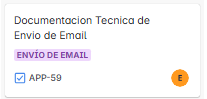 Documentacion Tecnica de
Envio de Email
ENVÍO DE EMAIL
APP-59
E